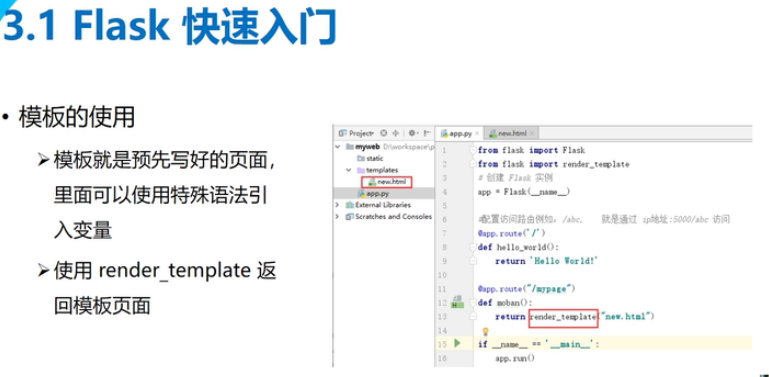 3.1 Flask 快速入门
• 模板的使用
➢模板就是预先写好的页面，
里面可以使用特殊语法引
入变量
➢使用 render_template 返
回模板页面
Project
app.py
new.html
myweb D:\workspace\p
static
templates
new.html
app.py
External Libraries
Scratches and Consoles
1 from flask import Flask
2 from flask import render_template
3 # 创建 Flask 实例
4 app = Flask(__name__)
5
6 #配置访问路由例如：/abc, 就是通过 ip地址:5000/abc 访问
7 @app.route('/')
8 def hello_world():
9 return 'Hello World!'
10
11 @app.route("/mypage")
12 def moban():
13 return render_template("new.html")
14
15 if __name__ == '__main__':
16 app.run()